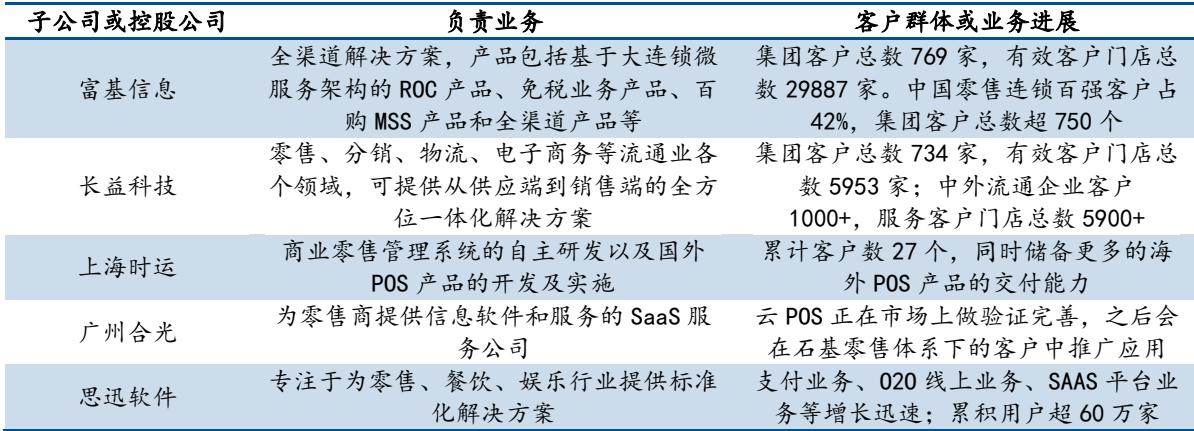 子公司或控股公司 负责业务 客户群体或业务进展
富基信息
全渠道解决方案，产品包括基于大连锁微
服务架构的 ROC 产品、免税业务产品、百
购 MSS 产品和全渠道产品等
集团客户总数 769 家，有效客户门店总
数 29887 家。中国零售连锁百强客户占
42%，集团客户总数超 750 个
长益科技
零售、分销、物流、电子商务等流通业各
个领域，可提供从供应端到销售端的全方
位一体化解决方案
集团客户总数 734 家，有效客户门店总
数 5953 家；中外流通企业客户
1000+，服务客户门店总数 5900+
上海时运
商业零售管理系统的自主研发以及国外
POS 产品的开发及实施
累计客户数 27 个，同时储备更多的海
外 POS 产品的交付能力
广州合光
为零售商提供信息软件和服务的 SaaS 服
务公司
云 POS 正在市场上做验证完善，之后会
在石基零售体系下的客户中推广应用
思迅软件
专注于为零售、餐饮、娱乐行业提供标准
化解决方案
支付业务、O2O 线上业务、SAAS 平台业
务等增长迅速；累积用户超 60 万家